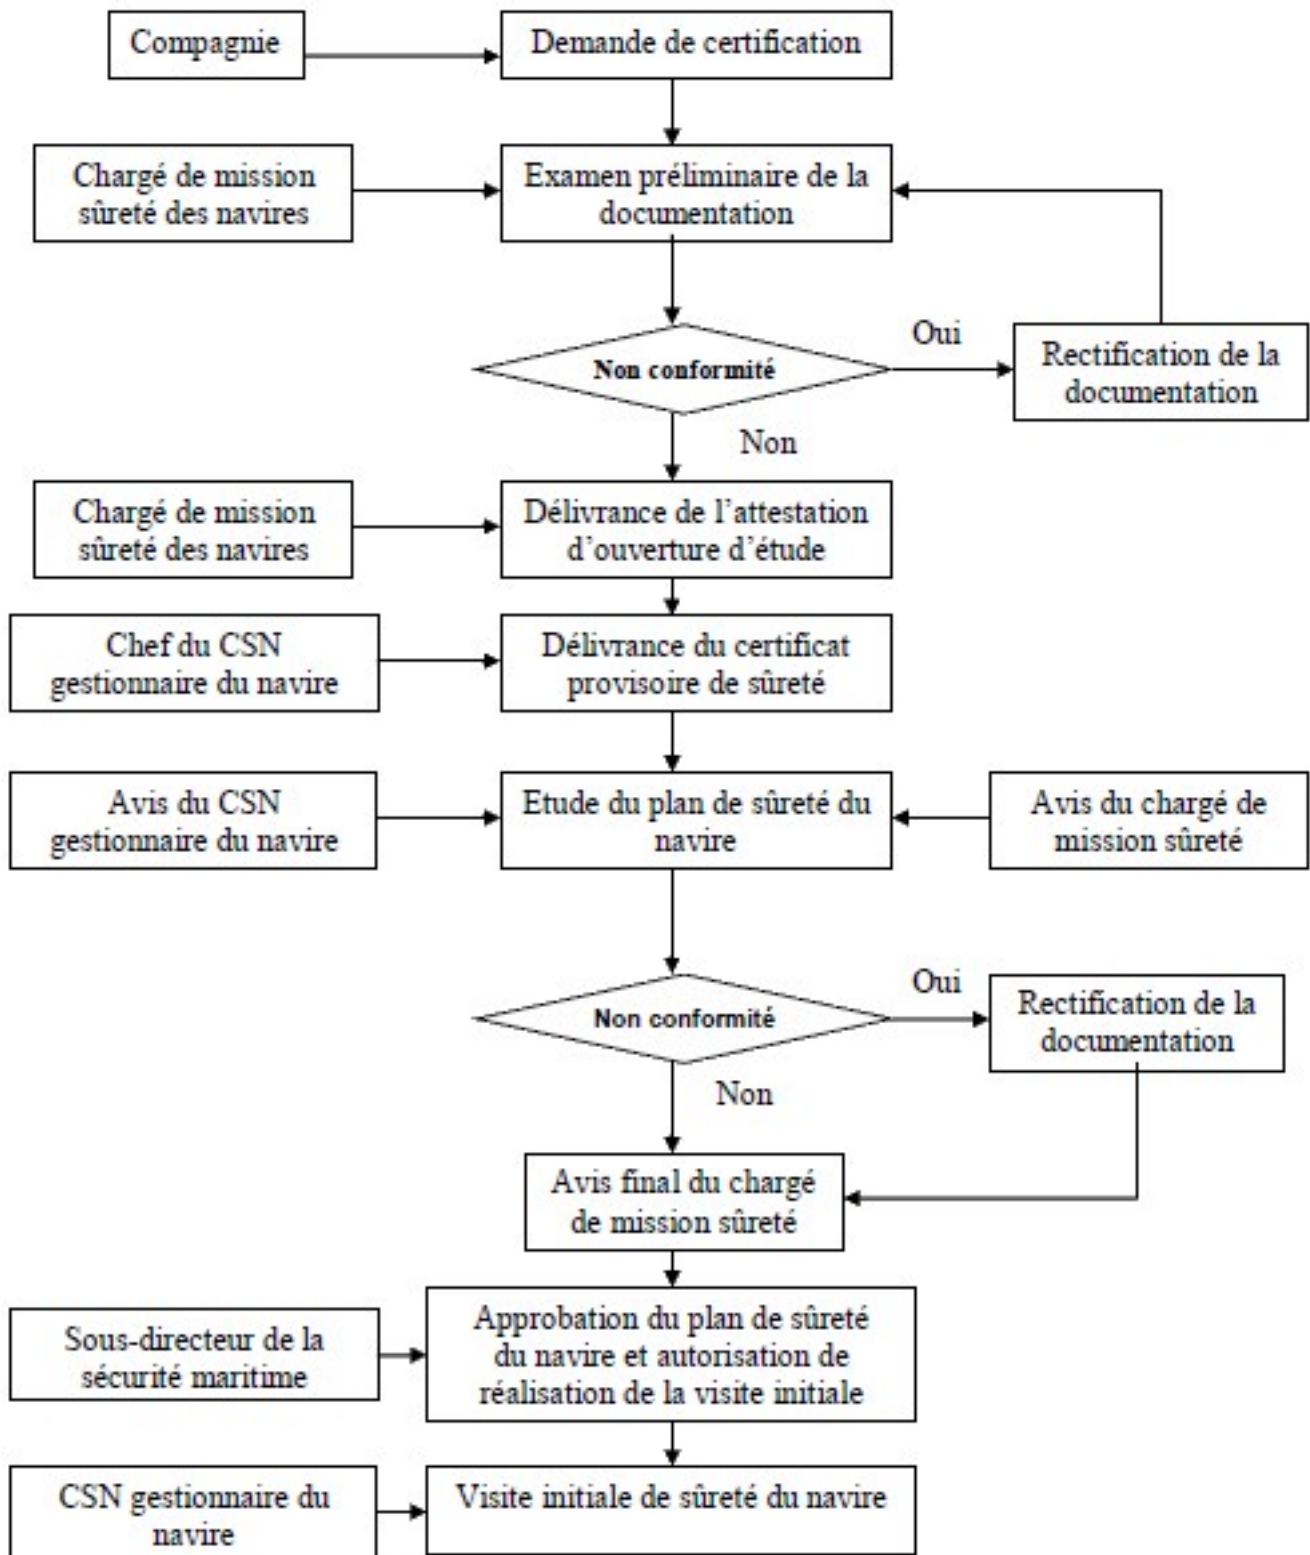 Compagnie
Demande de certification
Chargé de mission
sûreté des navires
Examen préliminaire de la
documentation
Non conformité
Oui
Rectification de la
documentation
Non
Chargé de mission
sûreté des navires
Délivrance de l'attestation
d'ouverture d'étude
Chef du CSN
gestionnaire du navire
Délivrance du certificat
provisoire de sûreté
Avis du CSN
gestionnaire du navire
Etude du plan de sûreté du
navire
Avis du chargé de
mission sûreté
Non conformité
Oui
Rectification de la
documentation
Non
Avis final du chargé
de mission sûreté
Sous-directeur de la
sécurité maritime
Approbation du plan de sûreté
du navire et autorisation de
réalisation de la visite initiale
CSN gestionnaire du
navire
Visite initiale de sûreté du navire